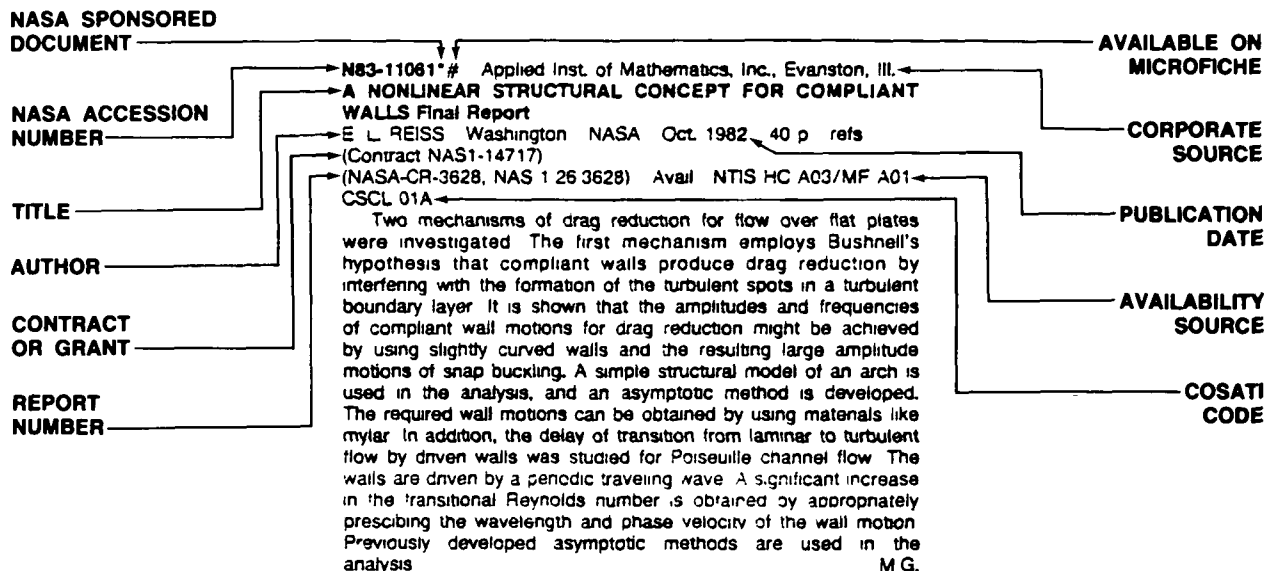 NASA SPONSORED
DOCUMENT
NASA ACCESSION
NUMBER
TITLE
AUTHOR
CONTRACT
OR GRANT
REPORT
NUMBER
N83-11061*# Applied Inst. of Mathematics, Inc., Evanston, Ill.
A NONLINEAR STRUCTURAL CONCEPT FOR COMPLIANT
WALLS Final Report
E L. REISS Washington NASA Oct. 1982 40 p refs
(Contract NAS1-14717)
(NASA-CR-3628, NAS 1 26 3628) Avail NTIS HC A03/MF A01
CSCL 01A
Two mechanisms of drag reduction for flow over flat plates
were investigated The first mechanism employs Bushnell's
hypothesis that compliant walls produce drag reduction by
interfering with the formation of the turbulent spots in a turbulent
boundary layer It is shown that the amplitudes and frequencies
of compliant wall motions for drag reduction might be achieved
by using slightly curved walls and the resulting large amplitude
motions of snap buckling. A simple structural model of an arch is
used in the analysis, and an asymptotic method is developed.
The required wall motions can be obtained by using materials like
mylar In addition, the delay of transition from laminar to turbulent
flow by driven walls was studied for Poiseuille channel flow The
walls are driven by a periodic traveling wave A significant increase
in the transitional Reynolds number is obtained by appropriately
prescibing the wavelength and phase velocity of the wall motion
Previously developed asymptotic methods are used in the
analysis M G.
AVAILABLE ON
MICROFICHE
CORPORATE
SOURCE
PUBLICATION
DATE
AVAILABILITY
SOURCE
COSATI
CODE